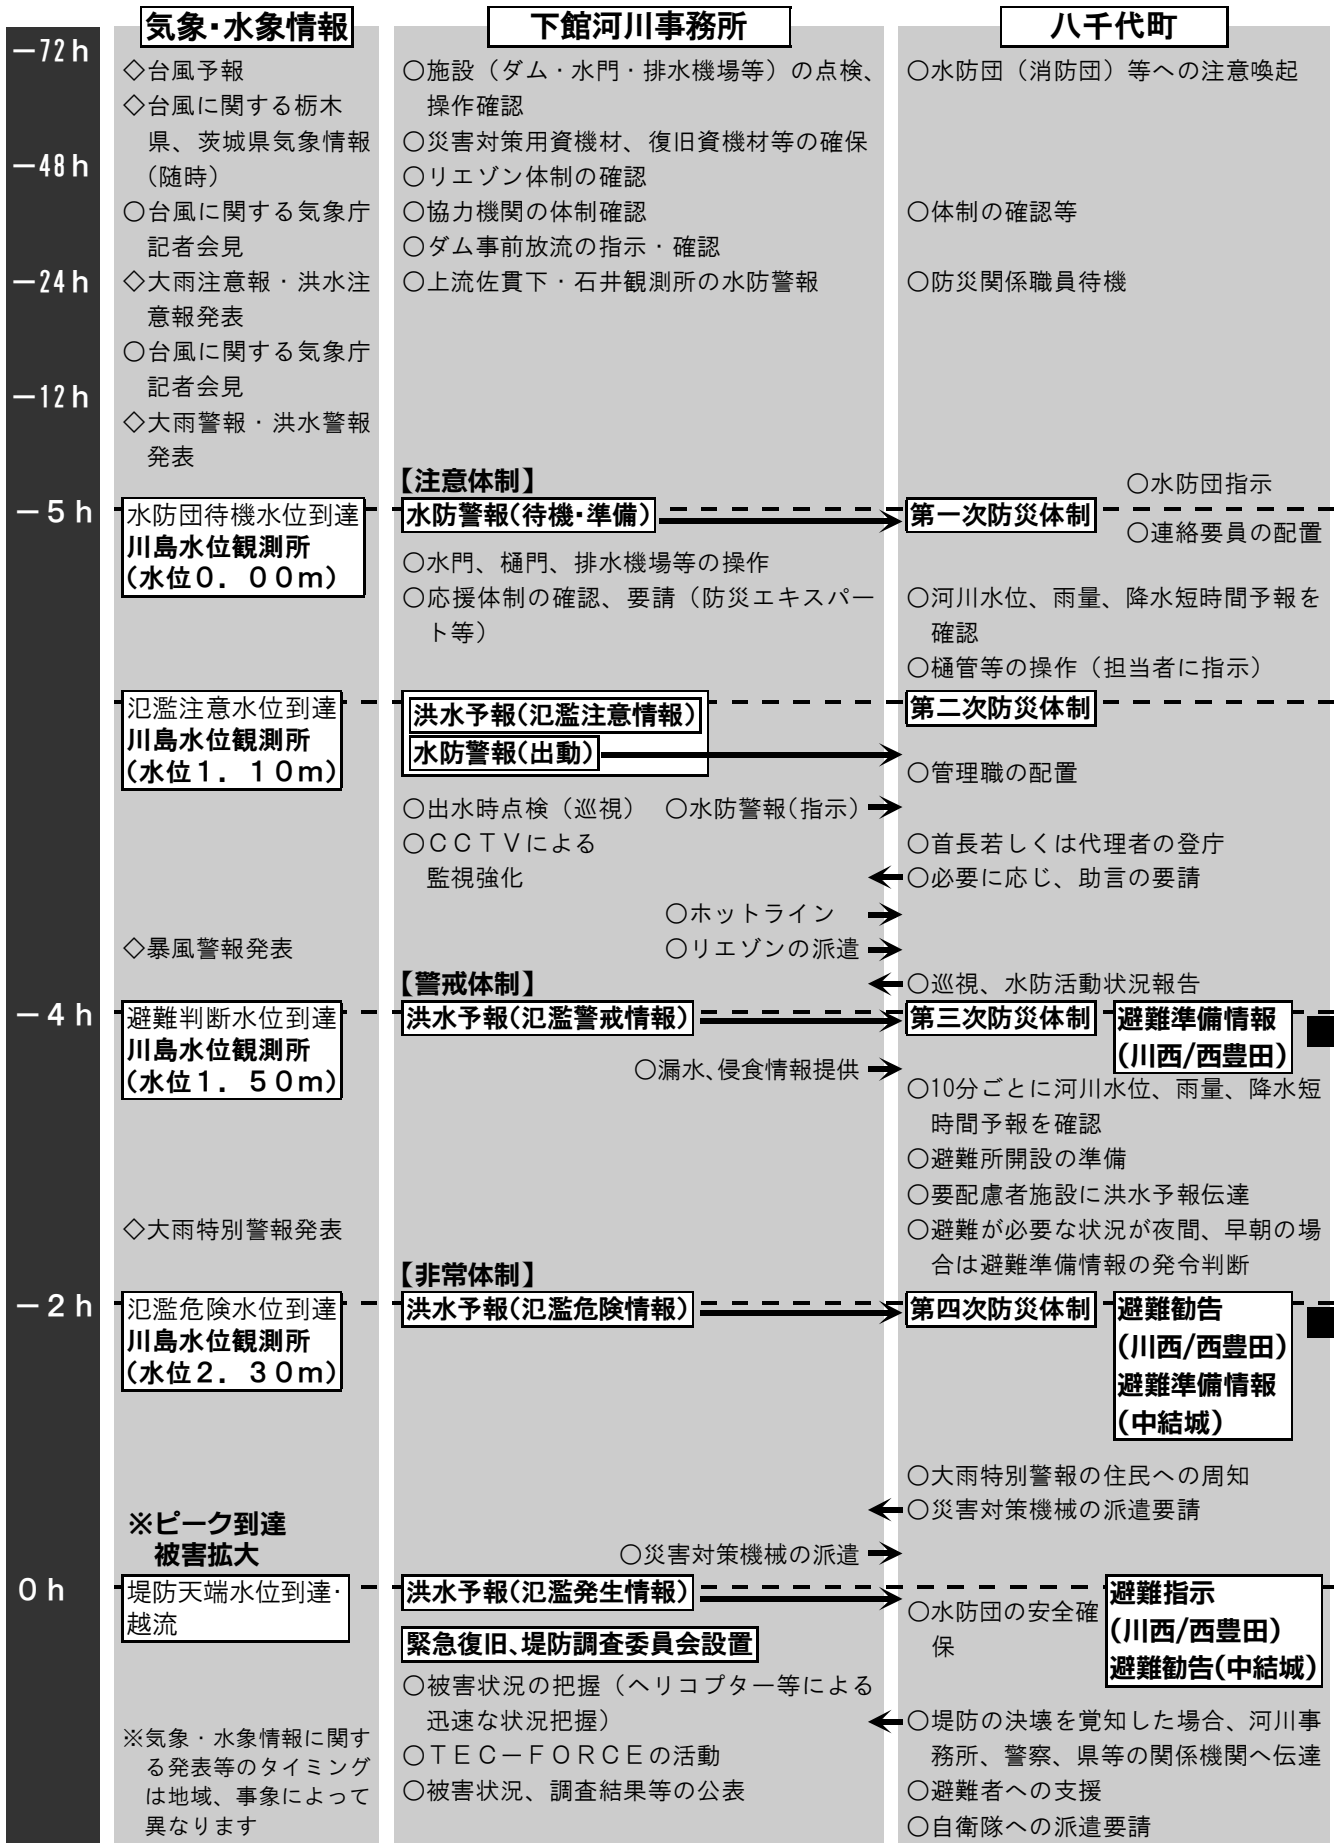 気象・水象情報
下館河川事務所
八千代町
－72ｈ
◇台風予報
◇台風に関する栃木
県、茨城県気象情報
（随時）
－48ｈ
○台風に関する気象庁
記者会見
－24ｈ
◇大雨注意報・洪水注
意報発表
○台風に関する気象庁
記者会見
－12ｈ
◇大雨警報・洪水警報
発表
○施設（ダム・水門・排水機場等）の点検、
操作確認
○災害対策用資機材、復旧資機材等の確保
○リエゾン体制の確認
○協力機関の体制確認
○ダム事前放流の指示・確認
○上流佐貫下・石井観測所の水防警報
○水防団（消防団）等への注意喚起
○体制の確認等
○防災関係職員待機
－５ｈ
水防団待機水位到達
川島水位観測所
（水位０．００ｍ）
【注意体制】
水防警報（待機・準備）
○水門、樋門、排水機場等の操作
○応援体制の確認、要請（防災エキスパー
ト等）
第一次防災体制
○水防団指示
○連絡要員の配置
○河川水位、雨量、降水短時間予報を
確認
○樋管等の操作（担当者に指示）
氾濫注意水位到達
川島水位観測所
（水位１．１０ｍ）
洪水予報（氾濫注意情報）
水防警報（出動）
第二次防災体制
○管理職の配置
○出水時点検（巡視）
○水防警報（指示）
○ＣＣＴＶによる
監視強化
○首長若しくは代理者の登庁
○必要に応じ、助言の要請
○ホットライン
○リエゾンの派遣
◇暴風警報発表
○巡視、水防活動状況報告
－４ｈ
避難判断水位到達
川島水位観測所
（水位１．５０ｍ）
【警戒体制】
洪水予報（氾濫警戒情報）
○漏水、侵食情報提供
第三次防災体制
避難準備情報
（川西/西豊田）
○10分ごとに河川水位、雨量、降水短
時間予報を確認
○避難所開設の準備
○要配慮者施設に洪水予報伝達
○避難が必要な状況が夜間、早朝の場
合は避難準備情報の発令判断
◇大雨特別警報発表
－２ｈ
氾濫危険水位到達
川島水位観測所
（水位２．３０ｍ）
【非常体制】
洪水予報（氾濫危険情報）
第四次防災体制
避難勧告
（川西/西豊田）
避難準備情報
（中結城）
○大雨特別警報の住民への周知
○災害対策機械の派遣要請
○災害対策機械の派遣
※ピーク到達
被害拡大
０ｈ
堤防天端水位到達・
越流
洪水予報（氾濫発生情報）
緊急復旧、堤防調査委員会設置
○被害状況の把握（ヘリコプター等による
迅速な状況把握）
○ＴＥＣ－ＦＯＲＣＥの活動
○被害状況、調査結果等の公表
○水防団の安全確
保
避難指示
（川西/西豊田）
避難勧告（中結城）
○堤防の決壊を覚知した場合、河川事
務所、警察、県等の関係機関へ伝達
○避難者への支援
○自衛隊への派遣要請
※気象・水象情報に関す
る発表等のタイミング
は地域、事象によって
異なります